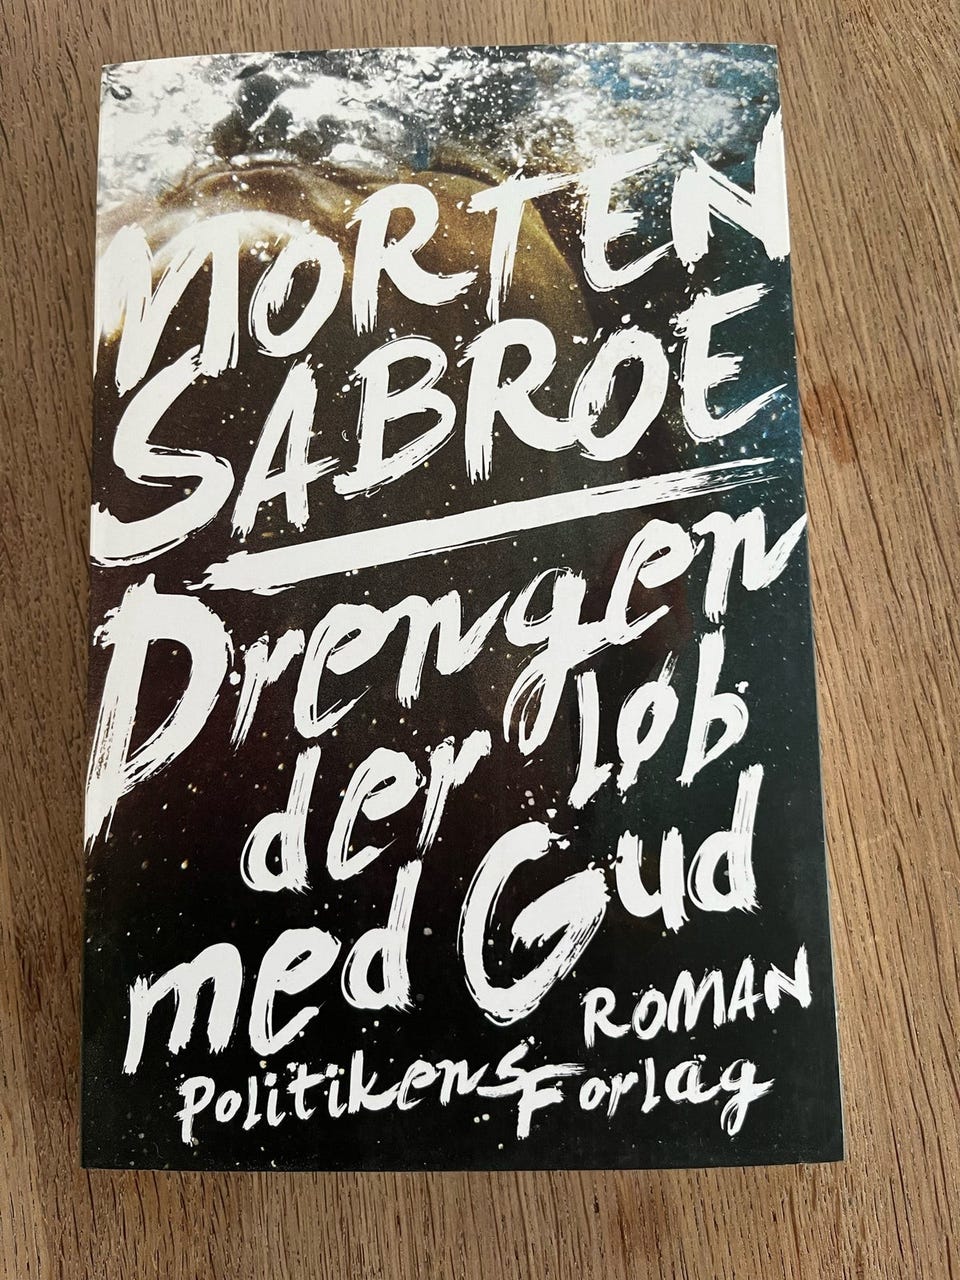 MORTEN
SABROE
Drengen
der løb
med Gud
ROMAN
Politikens Forlag